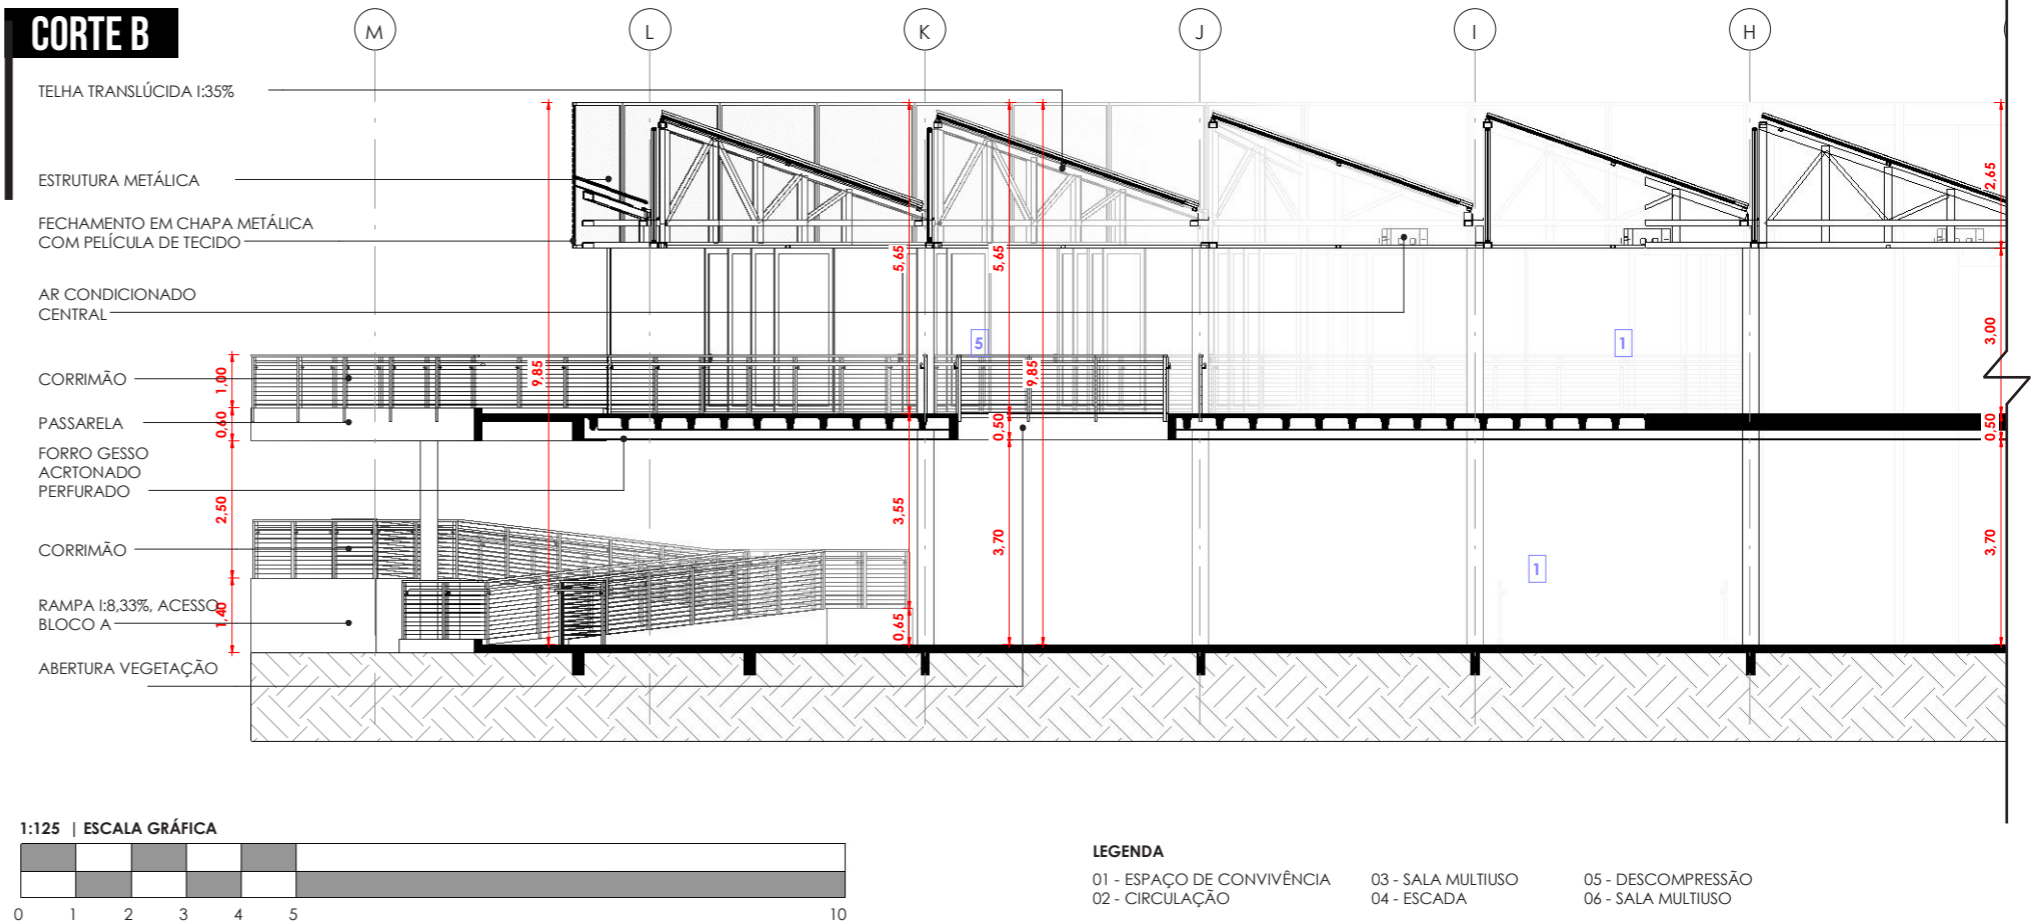 CORTE B
M
L
K
J
I
H
TELHA TRANSLÚCIDA I:35%
ESTRUTURA METÁLICA
FECHAMENTO EM CHAPA METÁLICA
COM PELÍCULA DE TECIDO
AR CONDICIONADO
CENTRAL
CORRIMÃO
PASSARELA
FORRO GESSO
ACRTONADO
PERFURADO
CORRIMÃO
RAMPA I:8,33%, ACESSO
BLOCO A
ABERTURA VEGETAÇÃO
1,00
0,60
2,50
1,40
9,85
5,65
3,55
0,65
5,65
0,50
3,70
9,85
2,65
3,00
0,50
3,70
5
1
1
1:125 | ESCALA GRÁFICA
0 1 2 3 4 5 10
LEGENDA
01 - ESPAÇO DE CONVIVÊNCIA 03 - SALA MULTIUSO 05 - DESCOMPRESSÃO
02 - CIRCULAÇÃO 04 - ESCADA 06 - SALA MULTIUSO